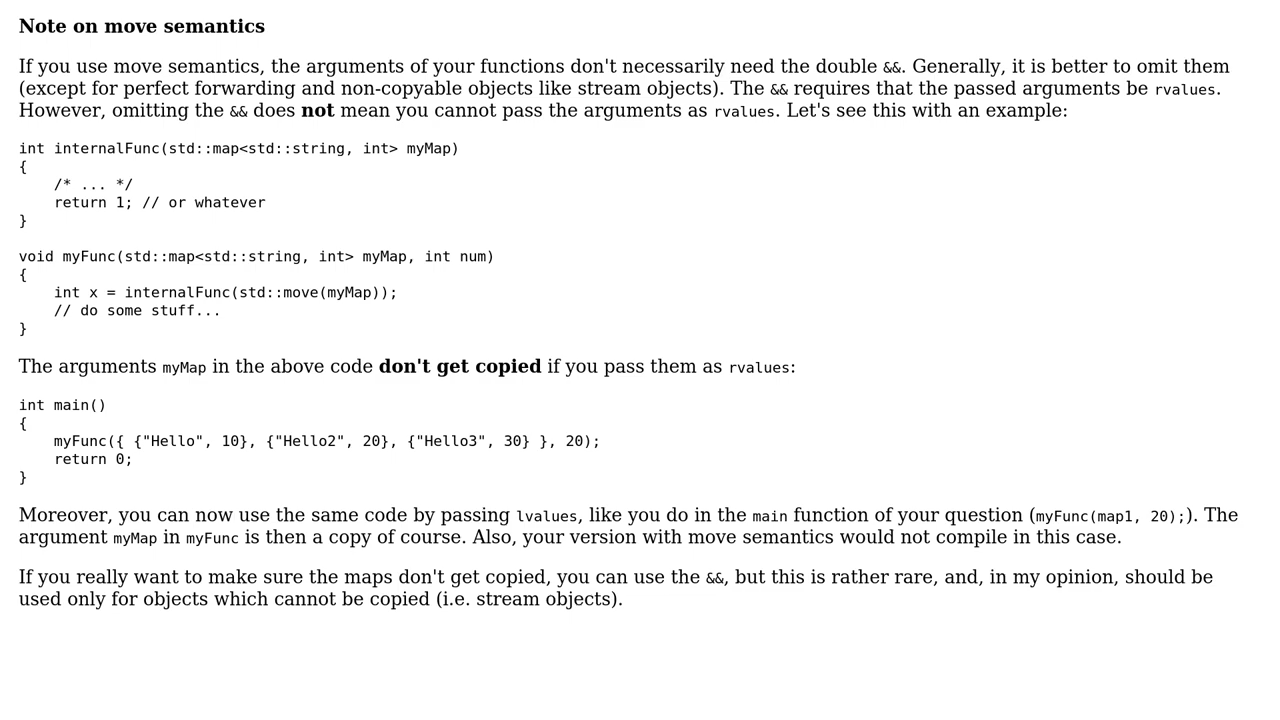 Note on move semantics
If you use move semantics, the arguments of your functions don't necessarily need the double &&. Generally, it is better to omit them
(except for perfect forwarding and non-copyable objects like stream objects). The && requires that the passed arguments be rvalues.
However, omitting the && does not mean you cannot pass the arguments as rvalues. Let's see this with an example:
int internalFunc(std::map<std::string, int> myMap)
{
    /* ... */
    return 1; // or whatever
}
void myFunc(std::map<std::string, int> myMap, int num)
{
    int x = internalFunc(std::move(myMap));
    // do some stuff...
}
The arguments myMap in the above code don't get copied if you pass them as rvalues:
int main()
{
    myFunc({ {"Hello", 10}, {"Hello2", 20}, {"Hello3", 30} }, 20);
    return 0;
}
Moreover, you can now use the same code by passing lvalues, like you do in the main function of your question (myFunc(map1, 20);). The
argument myMap in myFunc is then a copy of course. Also, your version with move semantics would not compile in this case.
If you really want to make sure the maps don't get copied, you can use the &&, but this is rather rare, and, in my opinion, should be
used only for objects which cannot be copied (i.e. stream objects).